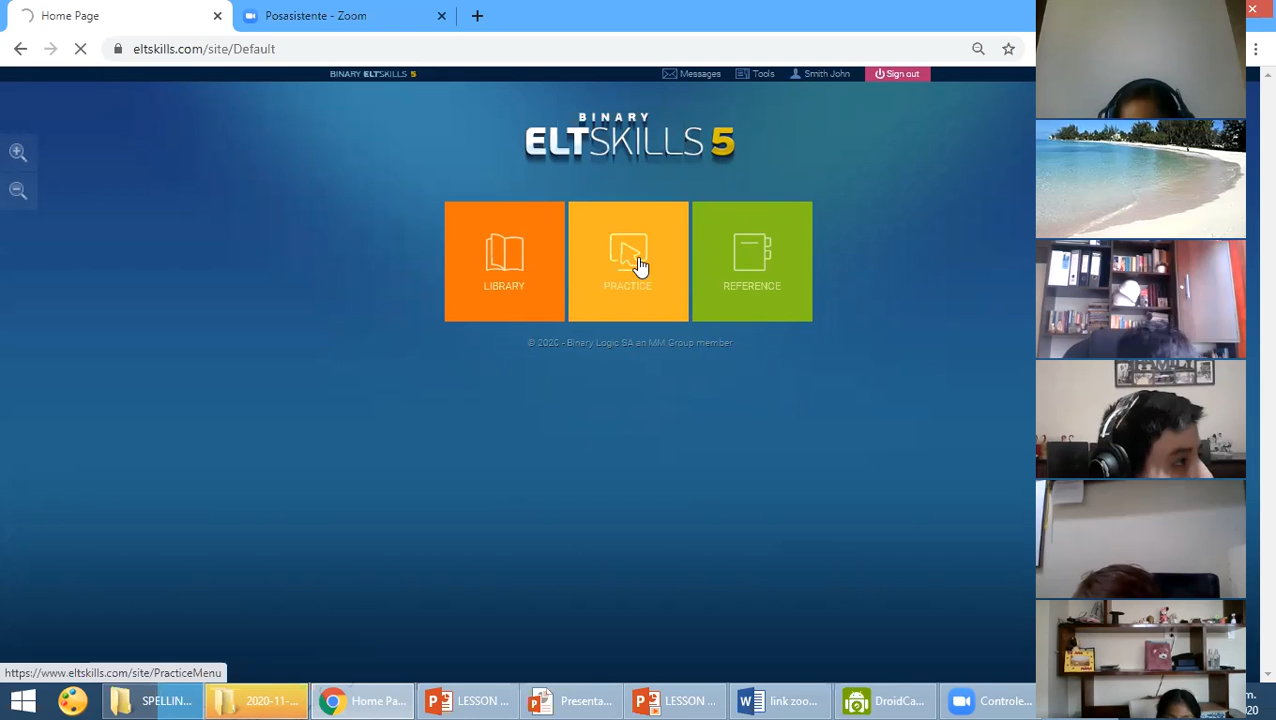 Home Page
Posasistente - Zoom
eltskills.com/site/Default
BINARY ELTSKILLS 5
Messages
Tools
Smith John
Sign out
BINARY
ELTSKILLS 5
LIBRARY
PRACTICE
REFERENCE
© 2020 - Binary Logic SA an MM Group member
FAMILY
https://www.eltskills.com/site/PracticeMenu
SPELLIN...
2020-11-...
Home Pa...
LESSON ...
Presenta...
LESSON ...
link zoo...
DroidCa...
Controle...
m.
20